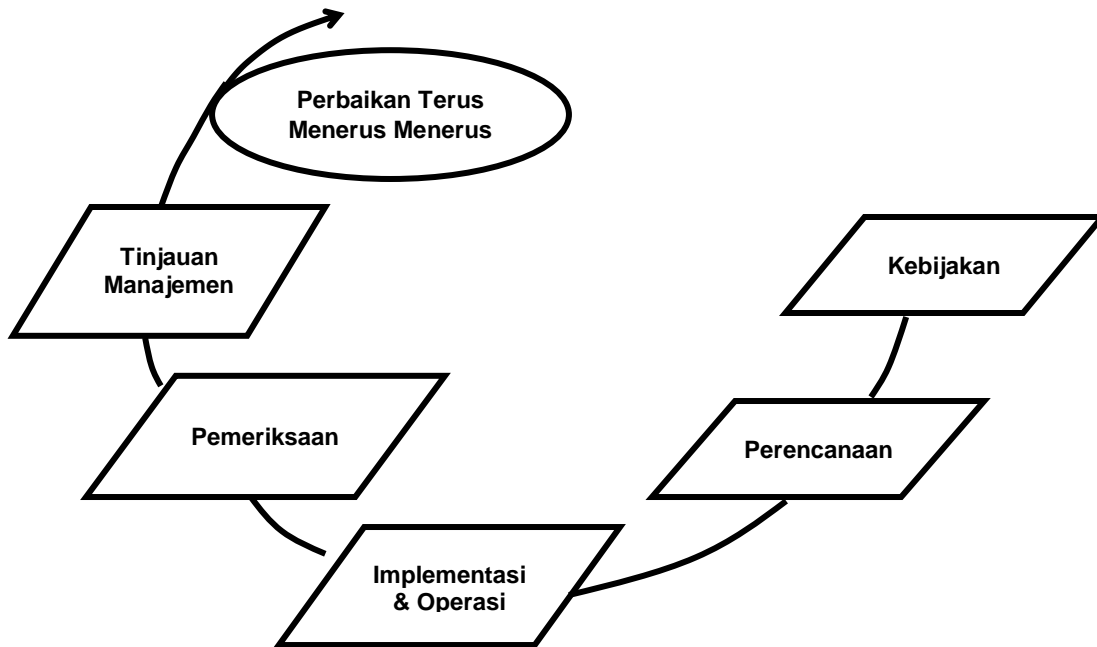 Perbaikan Terus
Menerus Menerus
Tinjauan
Manajemen
Kebijakan
Pemeriksaan
Perencanaan
Implementasi
& Operasi